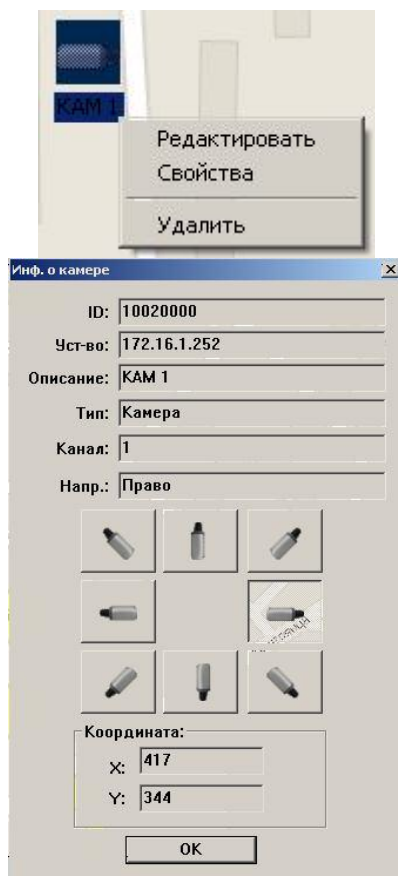 КАМ 1
Редактировать
Свойства
Удалить
Инф. о камере
ID: 10020000
Уст-во: 172.16.1.252
Описание: КАМ 1
Тип: Камера
Канал: 1
Напр.: Право
Координата:
X: 417
Y: 344
OK